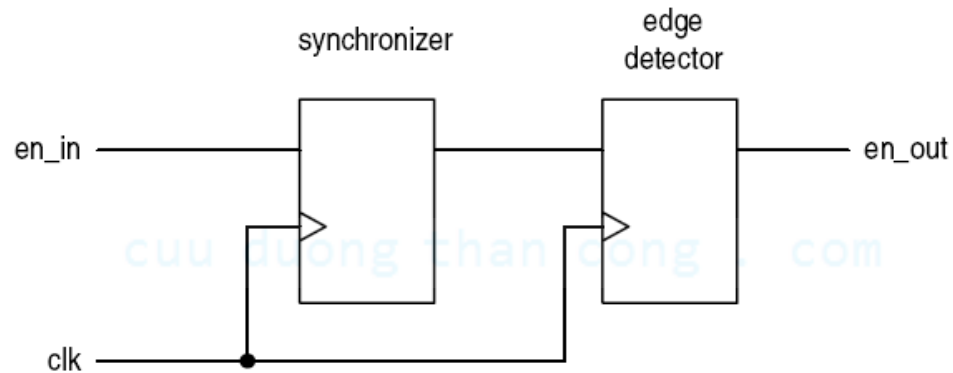 synchronizer
edge
detector
en_in
en_out
cuu duong than cong . com
clk